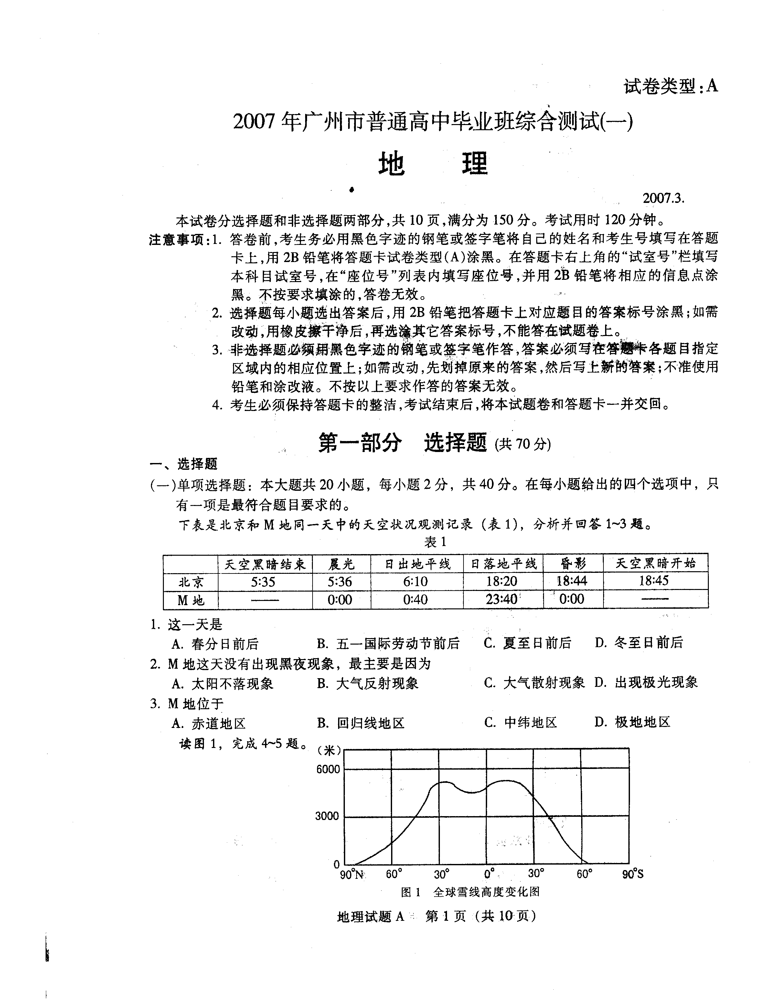 试卷类型:A
2007 年广州市普通高中毕业班综合测试(一)
地 理
2007.3.
本试卷分选择题和非选择题两部分,共 10 页,满分为 150 分。考试用时 120 分钟。
注意事项:1. 答卷前,考生务必用黑色字迹的钢笔或签字笔将自己的姓名和考生号填写在答题
卡上,用 2B 铅笔将答题卡试卷类型(A)涂黑。在答题卡右上角的“试室号”栏填写
本科目试室号,在“座位号”列表内填写座位号,并用 2B 铅笔将相应的信息点涂
黑。不按要求填涂的,答卷无效。
2. 选择题每小题选出答案后,用 2B 铅笔把答题卡上对应题目的答案标号涂黑;如需
改动,用橡皮擦干净后,再选涂其它答案标号,不能答在试题卷上。
3. 非选择题必须用黑色字迹的钢笔或签字笔作答,答案必须写在答题卡各题目指定
区域内的相应位置上;如需改动,先划掉原来的答案,然后写上新的答案;不准使用
铅笔和涂改液。不按以上要求作答的答案无效。
4. 考生必须保持答题卡的整洁,考试结束后,将本试题卷和答题卡一并交回。
第一部分 选择题 (共 70 分)
一、选择题
(一)单项选择题：本大题共 20 小题，每小题 2 分，共 40 分。在每小题给出的四个选项中，只
有一项是最符合题目要求的。
下表是北京和 M 地同一天中的天空状况观测记录（表 1），分析并回答 1~3 题。
表 1
天空黑暗结束 晨光 日出地平线 日落地平线 昏影 天空黑暗开始
北京 5:35 5:36 6:10 18:20 18:44 18:45
M 地 —— 0:00 0:40 23:40 0:00 ——
1. 这一天是
A. 春分日前后 B. 五一国际劳动节前后 C. 夏至日前后 D. 冬至日前后
2. M 地这天没有出现黑夜现象，最主要是因为
A. 太阳不落现象 B. 大气反射现象 C. 大气散射现象 D. 出现极光现象
3. M 地位于
A. 赤道地区 B. 回归线地区 C. 中纬地区 D. 极地地区
读图 1，完成 4~5 题。
（米）
6000
3000
0
90°N 60° 30° 0° 30° 60° 90°S
图 1 全球雪线高度变化图
地理试题 A 第 1 页（共 10 页）